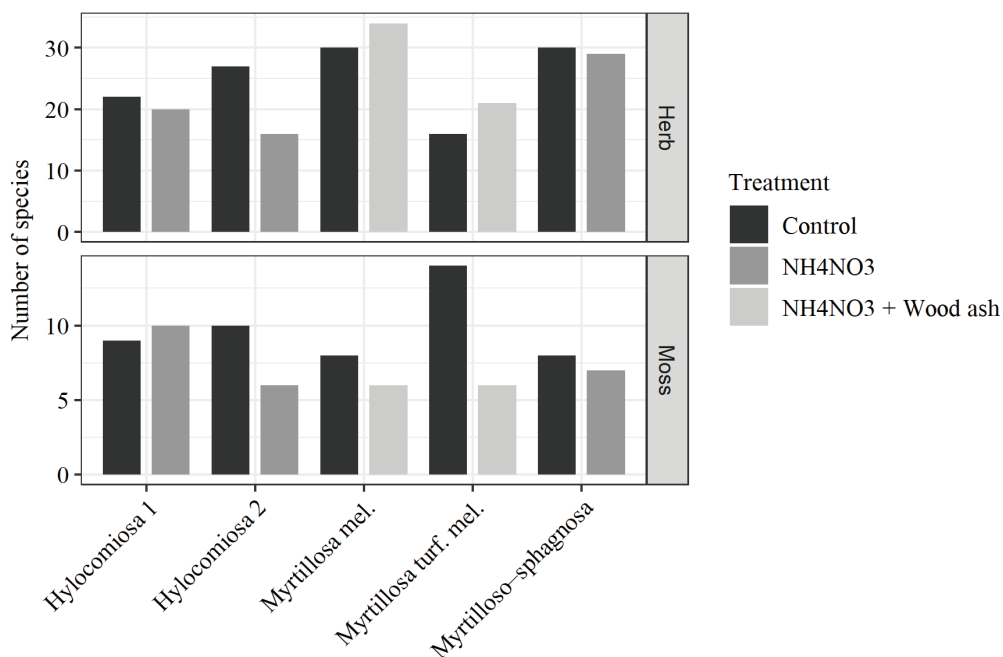 Number of species
30
20
10
0
Herb
10
5
0
Moss
Hylocomiosa 1
Hylocomiosa 2
Myrtillosa mel.
Myrtillosa turf. mel.
Myrtilloso–sphagnosa
Treatment
Control
NH4NO3
NH4NO3 + Wood ash